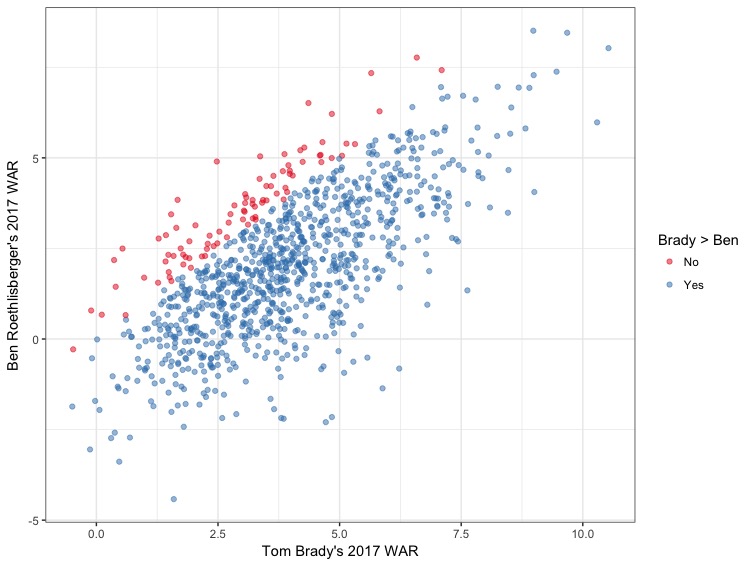 Ben Roethlisberger's 2017 WAR
5
0
-5
0.0 2.5 5.0 7.5 10.0
Tom Brady's 2017 WAR
Brady > Ben
No
Yes